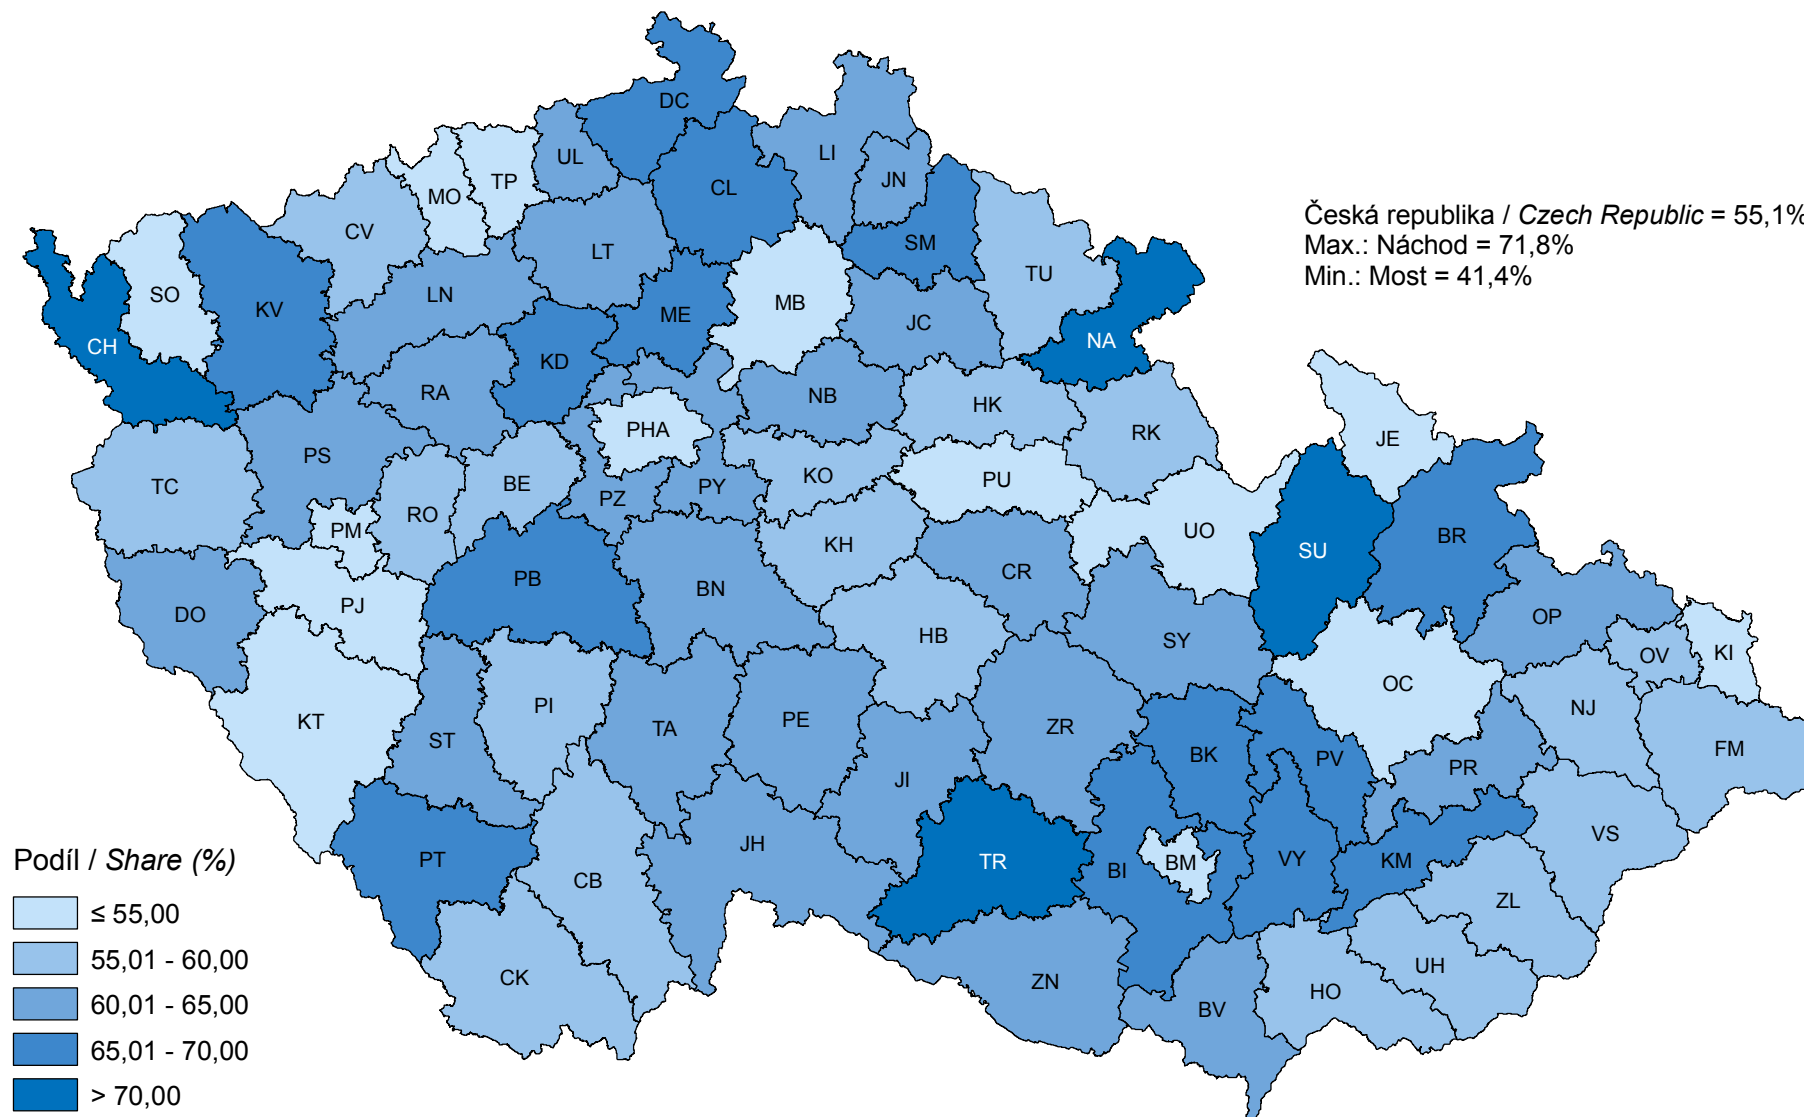 DC
UL
LI
TP
JN
CL
MO
CV
SM
LT
TU
Česká republika / Czech Republic = 55,1%
Max.: Náchod = 71,8%
Min.: Most = 41,4%
SO
LN
KV
MB
ME
JC
CH
NA
KD
RA
NB
HK
PHA
RK
JE
PS
TC
BE
KO
PU
PZ
PY
RO
PM
UO
SU
BR
KH
CR
PB
BN
PJ
DO
OP
HB
SY
KI
OV
OC
PI
KT
PE
NJ
TA
ZR
ST
FM
BK
PV
PR
JI
VS
JH
Podíl / Share (%)
PT
TR
BM
VY
KM
BI
CB
ZL
≤ 55,00
55,01 - 60,00
UH
CK
ZN
HO
60,01 - 65,00
BV
65,01 - 70,00
> 70,00